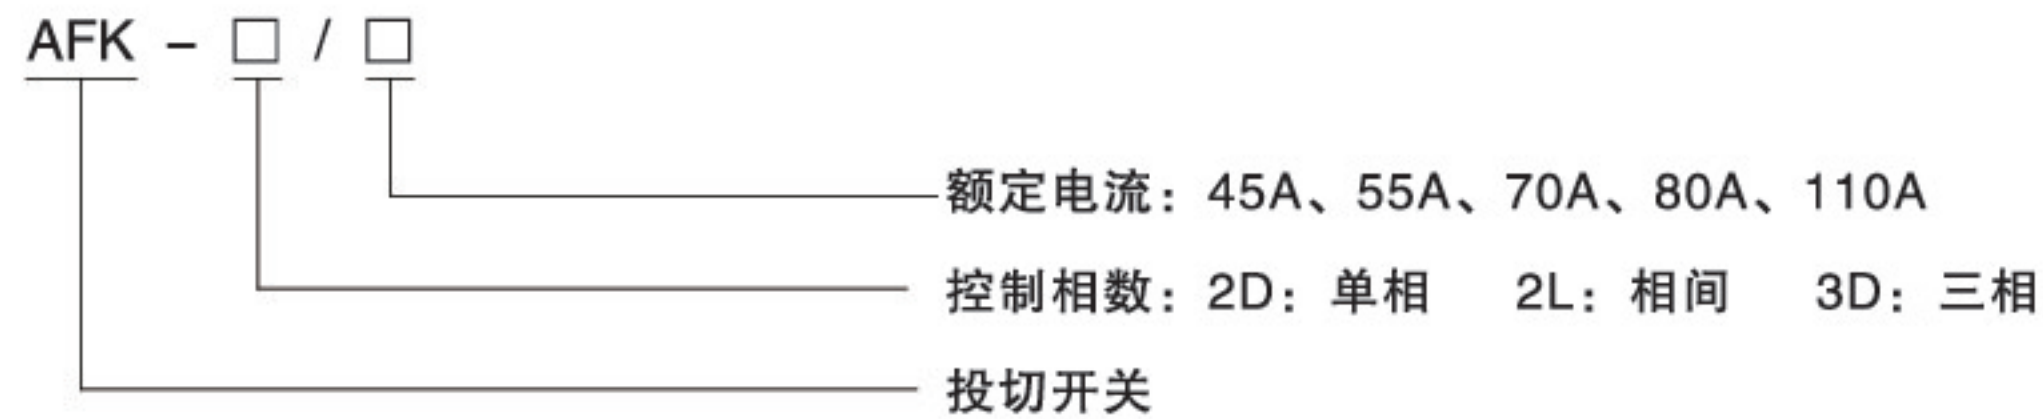 AFK - □ / □
额定电流：45A、55A、70A、80A、110A
控制相数：2D：单相 2L：相间 3D：三相
投切开关